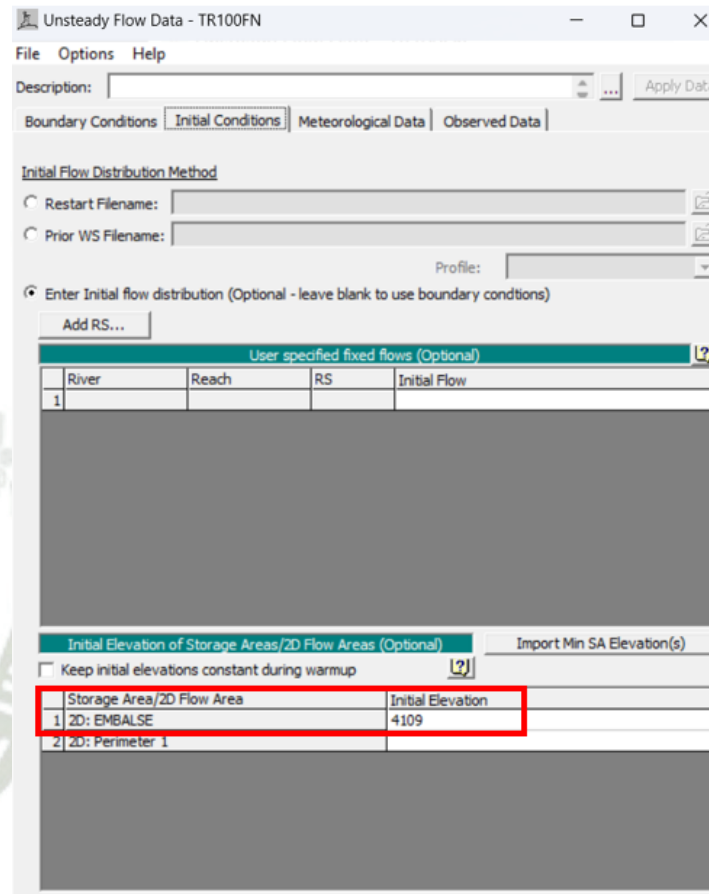 Unsteady Flow Data - TR100FN
File Options Help
Description: ... Apply Data
Boundary Conditions Initial Conditions Meteorological Data Observed Data
Initial Flow Distribution Method
Restart Filename:
Prior WS Filename:
Profile:
Enter Initial flow distribution (Optional - leave blank to use boundary condtions)
Add RS...
User specified fixed flows (Optional)
River Reach RS Initial Flow
1
Initial Elevation of Storage Areas/2D Flow Areas (Optional) Import Min SA Elevation(s)
Keep initial elevations constant during warmup
Storage Area/2D Flow Area Initial Elevation
1 2D: EMBALSE 4109
2 2D: Perimeter 1